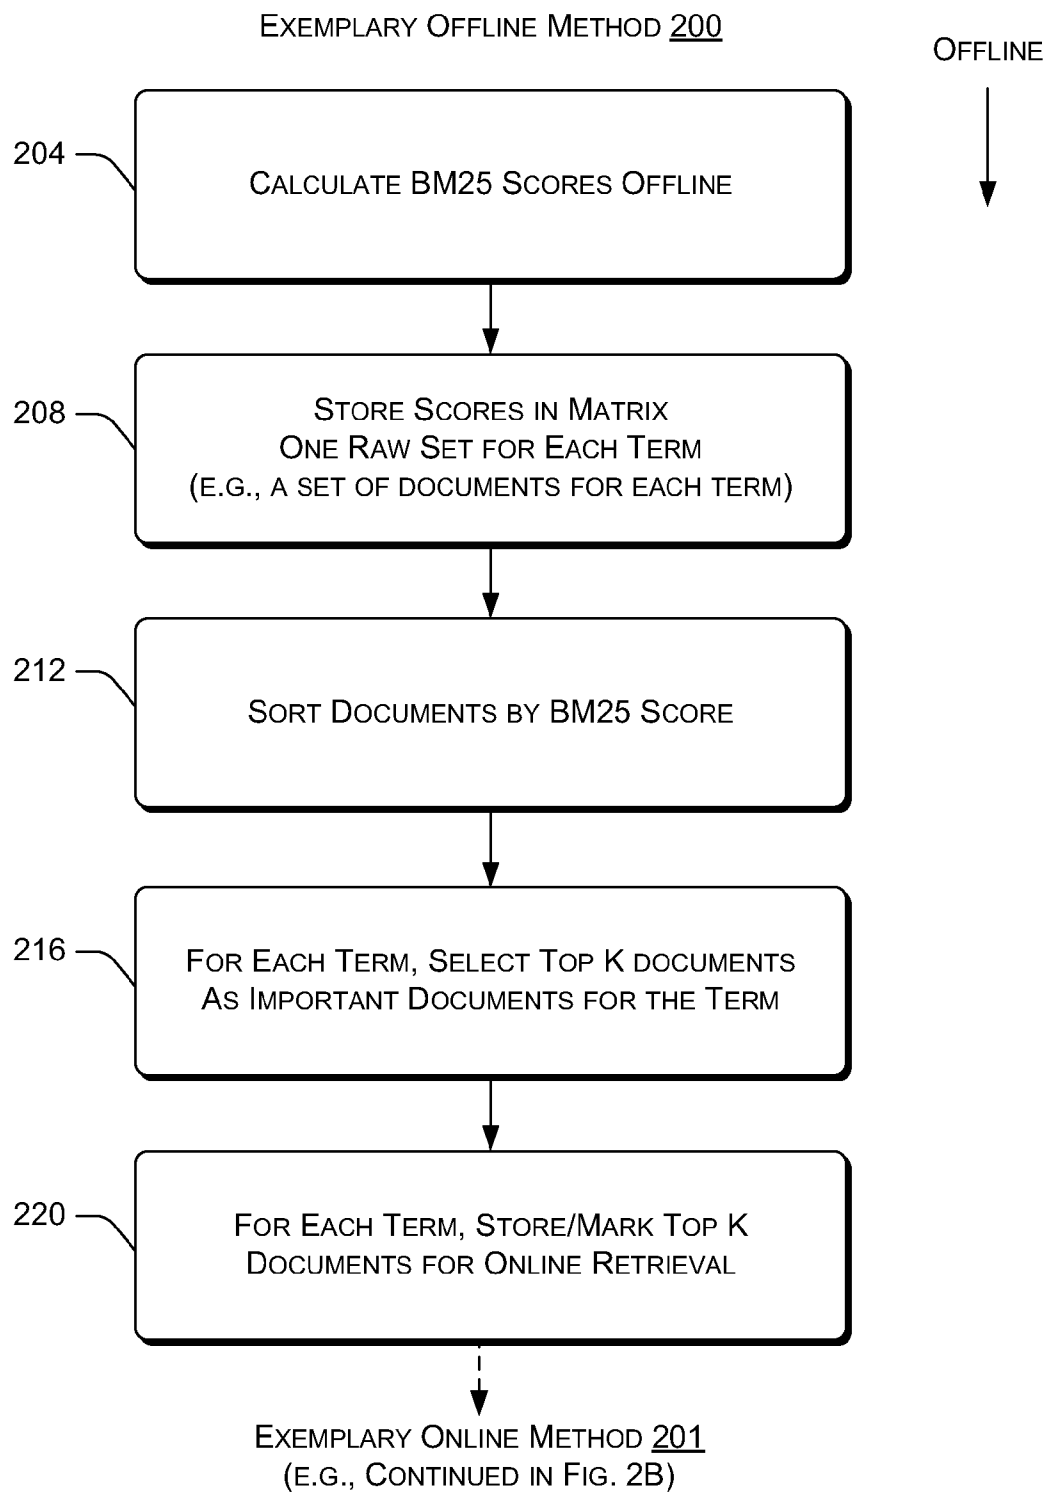 EXEMPLARY OFFLINE METHOD 200
OFFLINE
204
CALCULATE BM25 SCORES OFFLINE
208
STORE SCORES IN MATRIX
ONE RAW SET FOR EACH TERM
(E.G., A SET OF DOCUMENTS FOR EACH TERM)
212
SORT DOCUMENTS BY BM25 SCORE
216
FOR EACH TERM, SELECT TOP K DOCUMENTS
AS IMPORTANT DOCUMENTS FOR THE TERM
220
FOR EACH TERM, STORE/MARK TOP K
DOCUMENTS FOR ONLINE RETRIEVAL
EXEMPLARY ONLINE METHOD 201
(E.G., CONTINUED IN FIG. 2B)